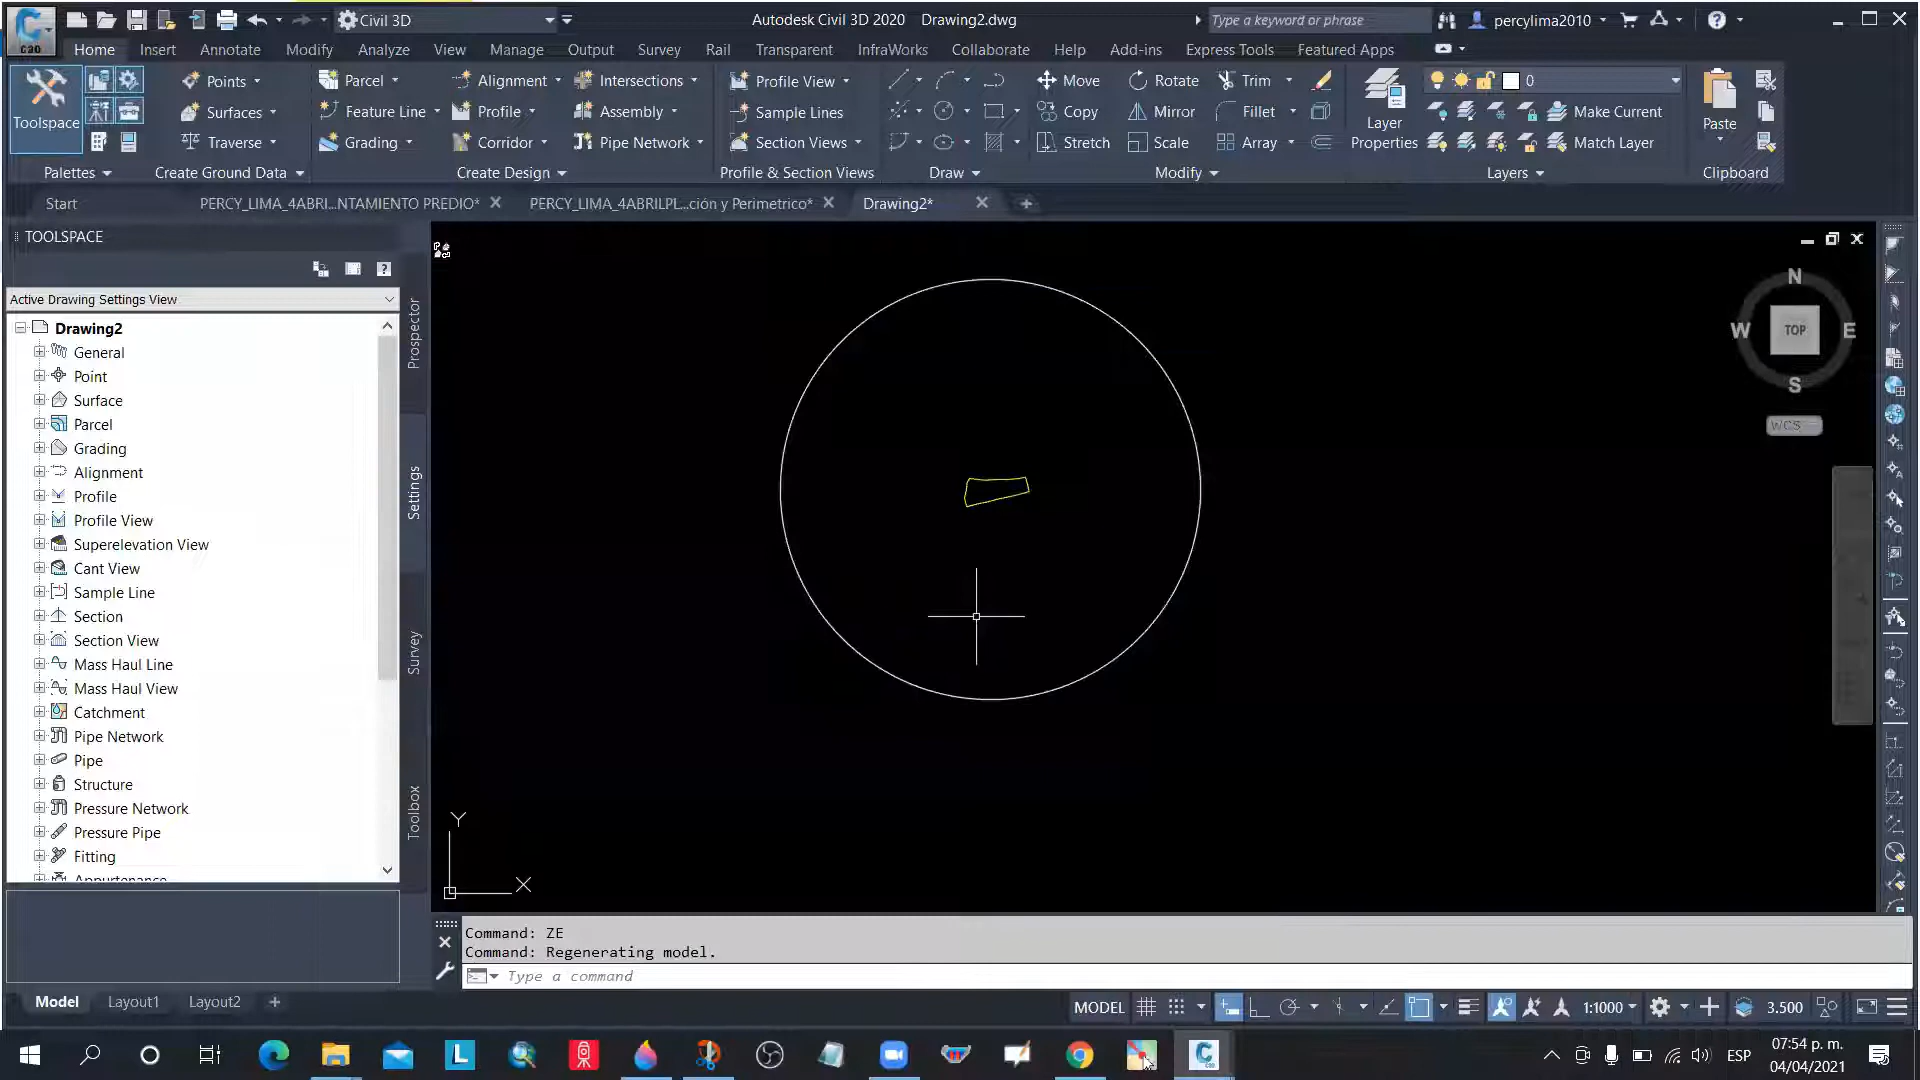 C3D
Civil 3D
Autodesk Civil 3D 2020 Drawing2.dwg
Type a keyword or phrase
percylima2010
Home Insert Annotate Modify Analyze View Manage Output Survey Rail Transparent InfraWorks Collaborate Help Add-ins Express Tools Featured Apps
Toolspace
Points
Surfaces
Traverse
Parcel
Feature Line
Grading
Alignment
Profile
Corridor
Intersections
Assembly
Pipe Network
Profile View
Sample Lines
Section Views
Move
Copy
Stretch
Rotate
Mirror
Scale
Trim
Fillet
Array
Layer
Properties
0
Make Current
Match Layer
Paste
Palettes
Create Ground Data
Create Design
Profile & Section Views
Draw
Modify
Layers
Clipboard
Start
PERCY_LIMA_4ABRI...NTAMIENTO PREDIO*
PERCY_LIMA_4ABRILPL...ción y Perimetrico*
Drawing2*
TOOLSPACE
Active Drawing Settings View
Drawing2
General
Point
Surface
Parcel
Grading
Alignment
Profile
Profile View
Superelevation View
Cant View
Sample Line
Section
Section View
Mass Haul Line
Mass Haul View
Catchment
Pipe Network
Pipe
Structure
Pressure Network
Pressure Pipe
Fitting
Appurtenance
Prospector
Settings
Survey
Toolbox
N
W
TOP
E
S
WCS
Y
X
Command: ZE
Command: Regenerating model.
Type a command
Model Layout1 Layout2
MODEL
1:1000
3.500
ESP
07:54 p. m.
04/04/2021